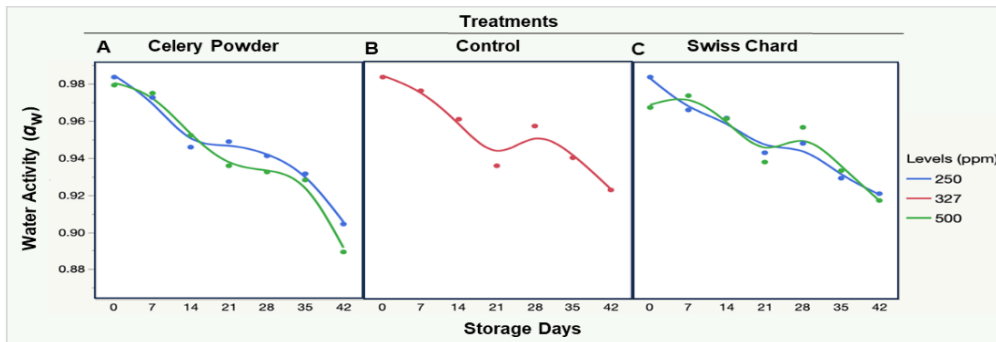 Treatments
A Celery Powder B Control C Swiss Chard
Water Activity (ɑw)
0.98
0.96
0.94
0.92
0.90
0.88
0 7 14 21 28 35 42 0 7 14 21 28 35 42 0 7 14 21 28 35 42
Storage Days
Levels (ppm)
250
327
500